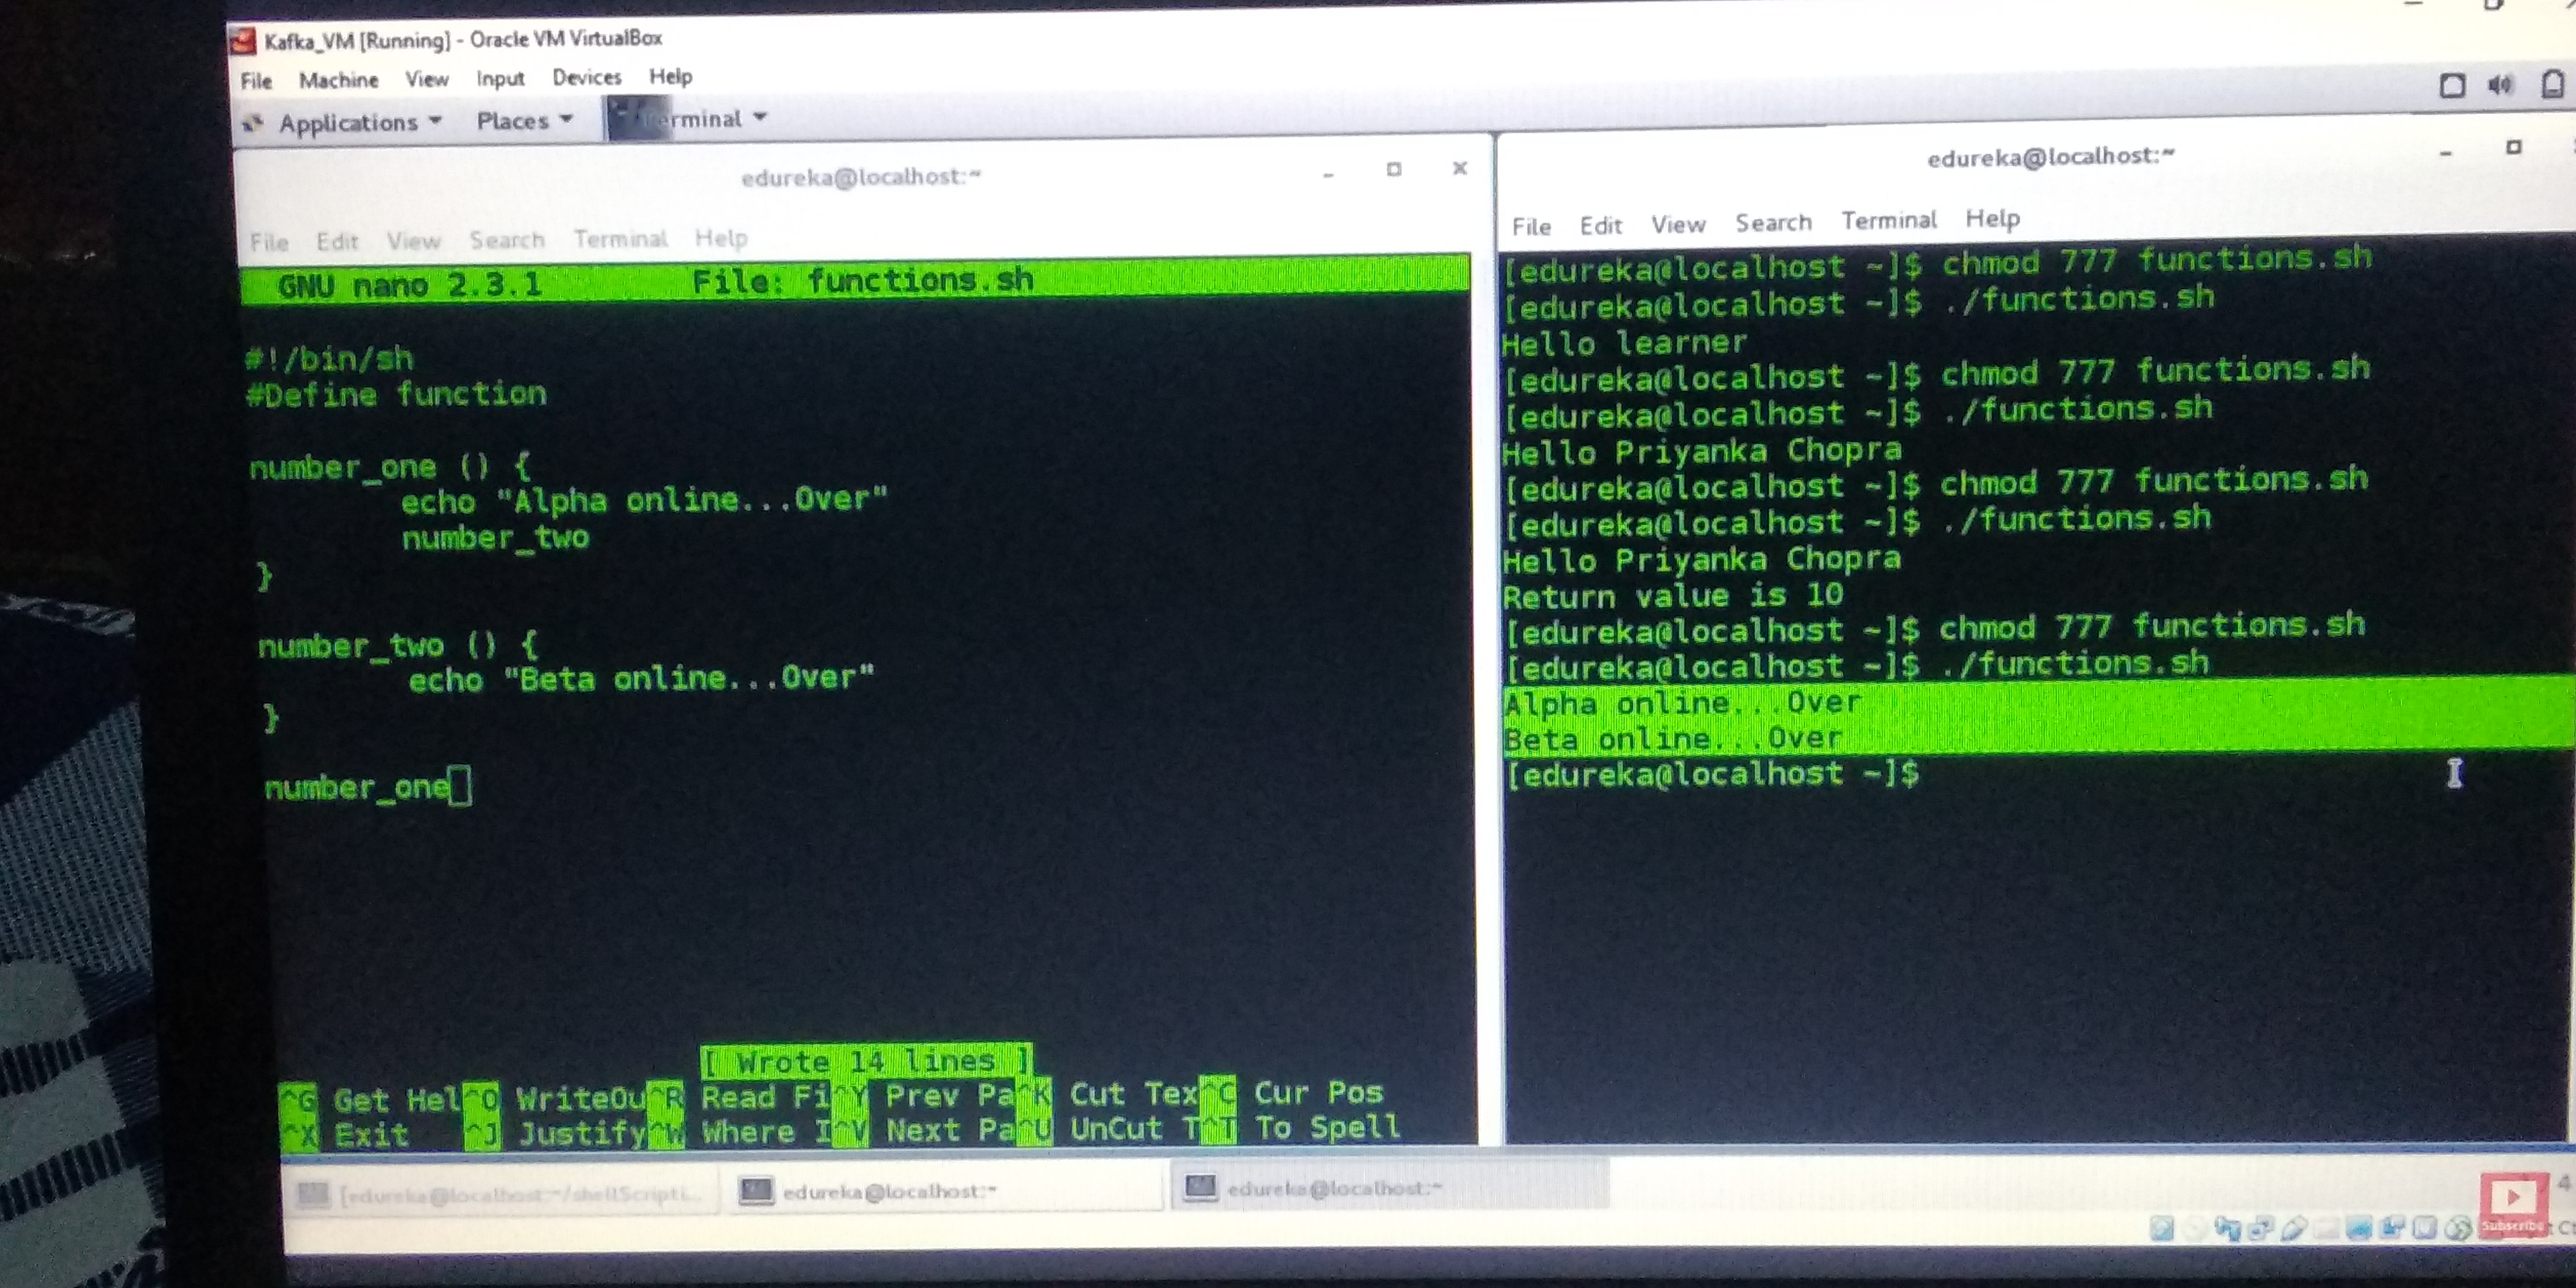 Kafka_VM [Running] - Oracle VM VirtualBox
File Machine View Input Devices Help
Applications Places Terminal
edureka@localhost:~
File Edit View Search Terminal Help
GNU nano 2.3.1 File: functions.sh
#!/bin/sh
#Define function
number_one () {
echo "Alpha online...Over"
number_two
}
number_two () {
echo "Beta online...Over"
}
number_one
[ Wrote 14 lines ]
^G Get Hel^O WriteOu^R Read Fi^Y Prev Pa^K Cut Tex^C Cur Pos
^X Exit ^J Justify^W Where I^V Next Pa^U UnCut T^T To Spell
edureka@localhost:~
File Edit View Search Terminal Help
[edureka@localhost ~]$ chmod 777 functions.sh
[edureka@localhost ~]$ ./functions.sh
Hello learner
[edureka@localhost ~]$ chmod 777 functions.sh
[edureka@localhost ~]$ ./functions.sh
Hello Priyanka Chopra
[edureka@localhost ~]$ chmod 777 functions.sh
[edureka@localhost ~]$ ./functions.sh
Hello Priyanka Chopra
Return value is 10
[edureka@localhost ~]$ chmod 777 functions.sh
[edureka@localhost ~]$ ./functions.sh
Alpha online...Over
Beta online...Over
[edureka@localhost ~]$
[edureka@localhost:~/shellScripti... edureka@localhost:~ edureka@localhost:~
Subscribe